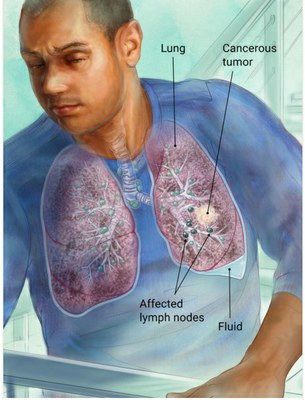 Lung
Cancerous
tumor
Affected
lymph nodes
Fluid